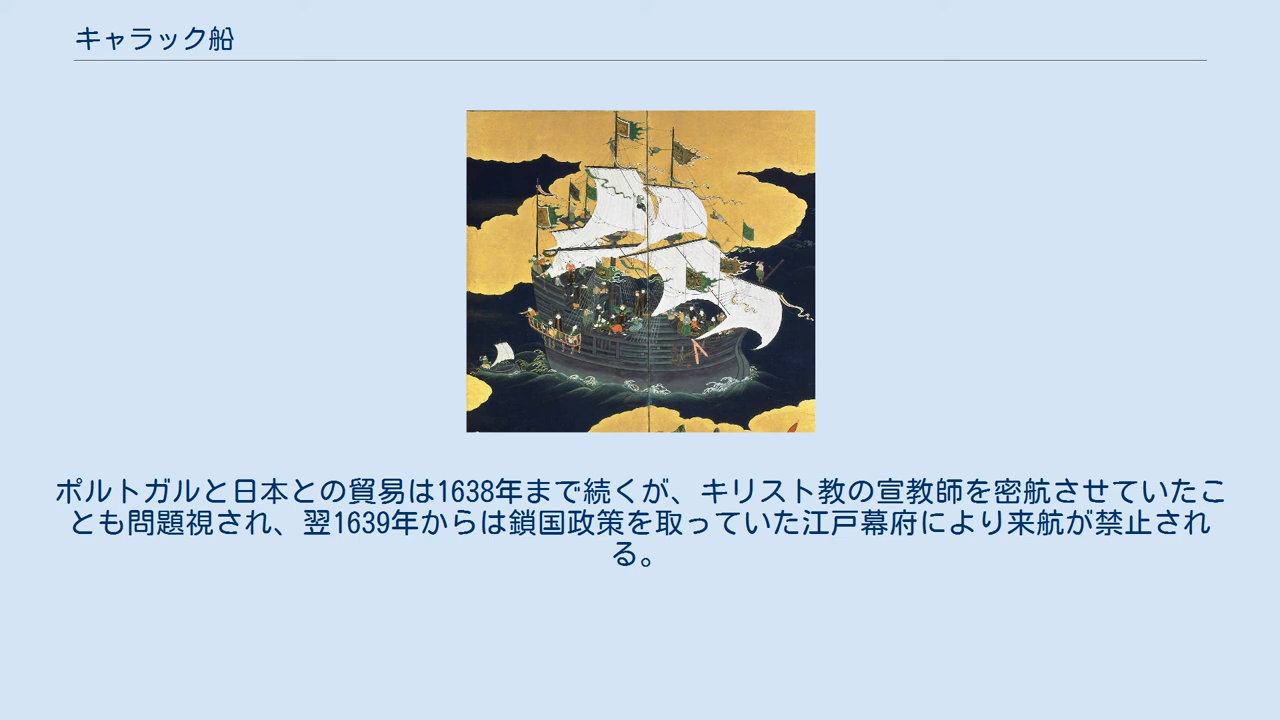 キャラック船
ポルトガルと日本との貿易は1638年まで続くが、キリスト教の宣教師を密航させていたこ
とも問題視され、翌1639年からは鎖国政策を取っていた江戸幕府により来航が禁止され
る。